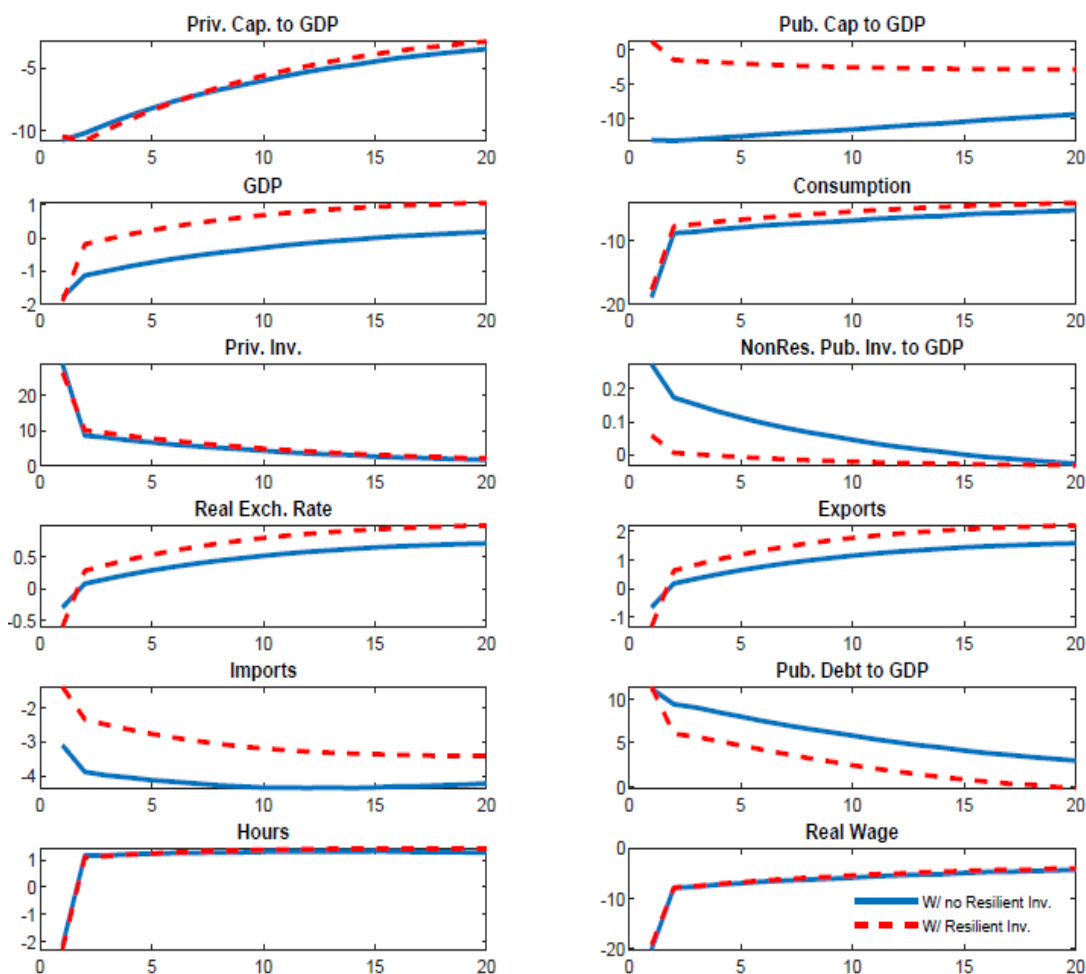 Priv. Cap. to GDP
-5
-10
0 5 10 15 20
Pub. Cap to GDP
0
-5
-10
0 5 10 15 20
GDP
1
0
-1
-2
0 5 10 15 20
Consumption
-10
-20
0 5 10 15 20
Priv. Inv.
20
10
0
0 5 10 15 20
NonRes. Pub. Inv. to GDP
0.2
0.1
0
0 5 10 15 20
Real Exch. Rate
0.5
0
-0.5
0 5 10 15 20
Exports
2
1
0
-1
0 5 10 15 20
Imports
-2
-3
-4
0 5 10 15 20
Pub. Debt to GDP
10
5
0
0 5 10 15 20
Hours
1
0
-1
-2
0 5 10 15 20
Real Wage
0
-10
-20
0 5 10 15 20
W/ no Resilient Inv.
W/ Resilient Inv.